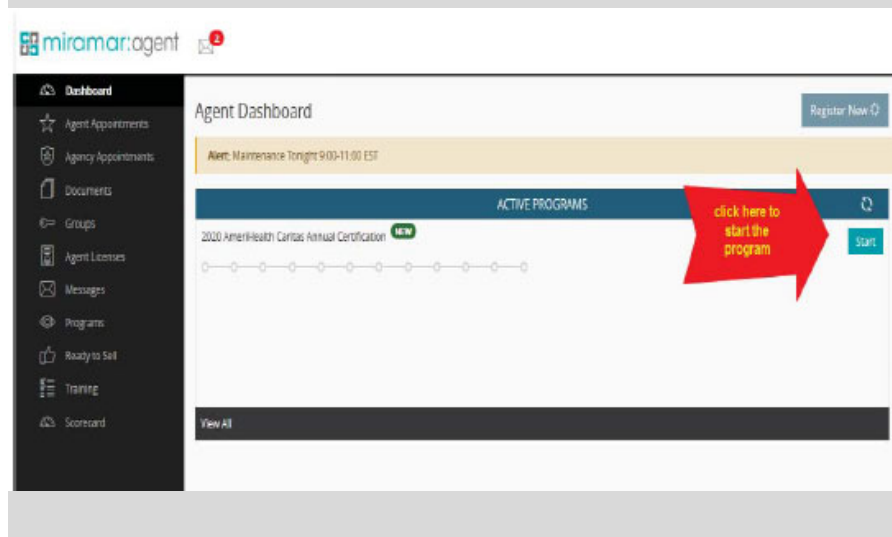 miramar:agent
2
Dashboard
Agent Appointments
Agency Appointments
Documents
Groups
Agent Licenses
Messages
Programs
Ready to Sell
Training
Scorecard
Agent Dashboard
Register New
Alert: Maintenance Tonight 9:00-11:00 EST
ACTIVE PROGRAMS
2020 AmeriHealth Caritas Annual Certification NEW
click here to
start the
program
Start
View All